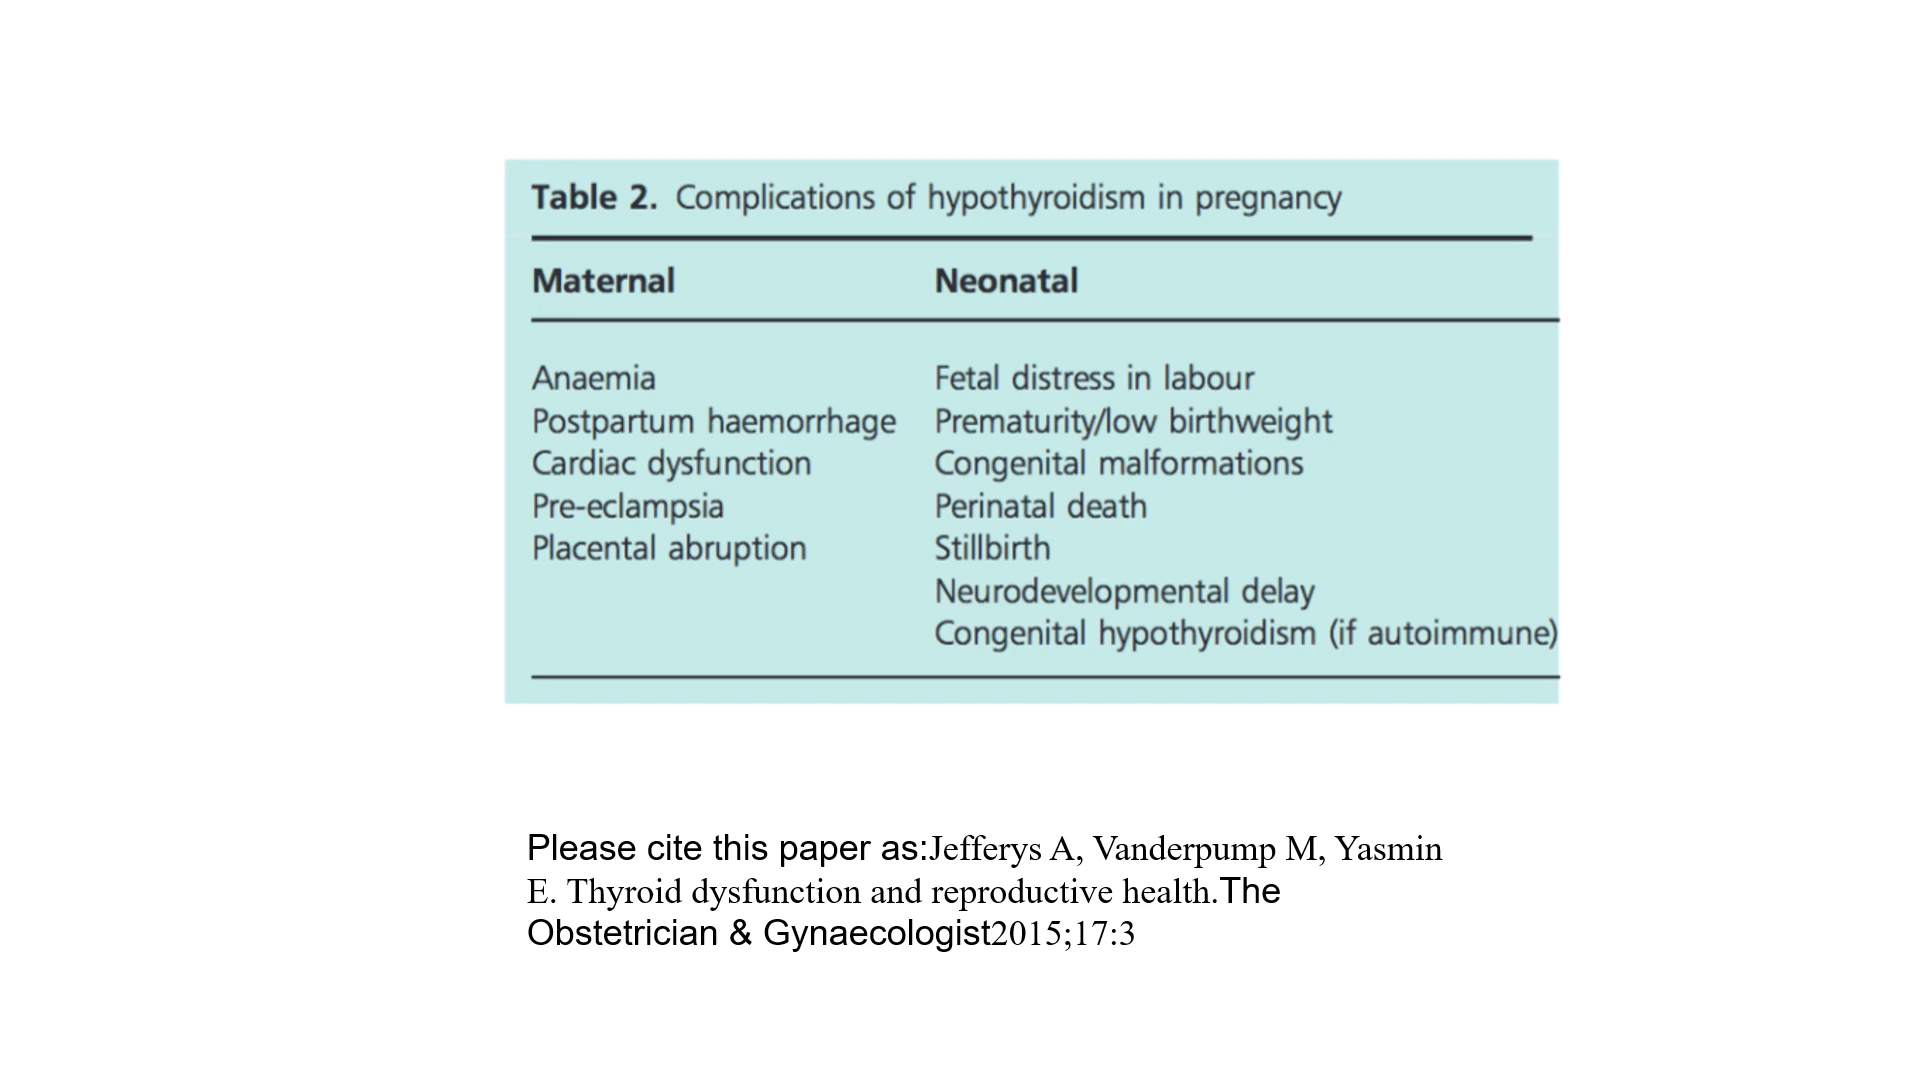 Table 2. Complications of hypothyroidism in pregnancy
Maternal Neonatal
Anaemia Fetal distress in labour
Postpartum haemorrhage Prematurity/low birthweight
Cardiac dysfunction Congenital malformations
Pre-eclampsia Perinatal death
Placental abruption Stillbirth
Neurodevelopmental delay
Congenital hypothyroidism (if autoimmune)
Please cite this paper as:Jefferys A, Vanderpump M, Yasmin
E. Thyroid dysfunction and reproductive health.The
Obstetrician & Gynaecologist2015;17:3